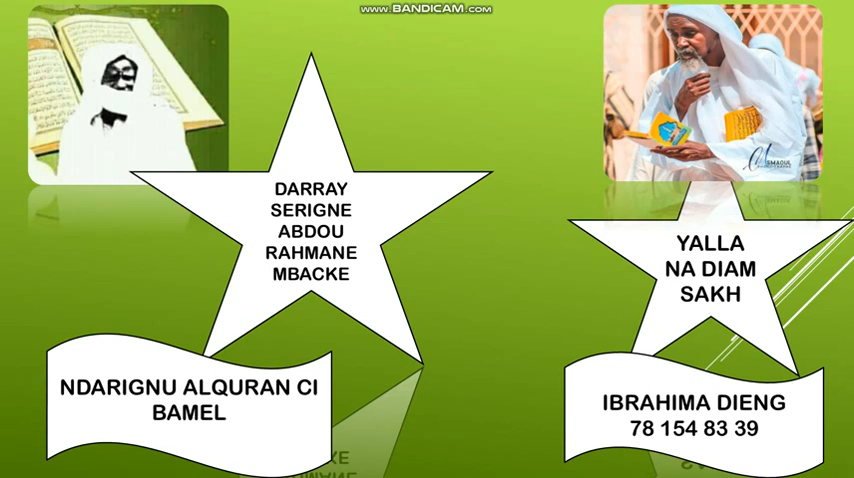 www.BANDICAM.com
DARRAY
SERIGNE
ABDOU
RAHMANE
MBACKE
YALLA
NA DIAM
SAKH
NDARIGNU ALQURAN CI
BAMEL
IBRAHIMA DIENG
78 154 83 39